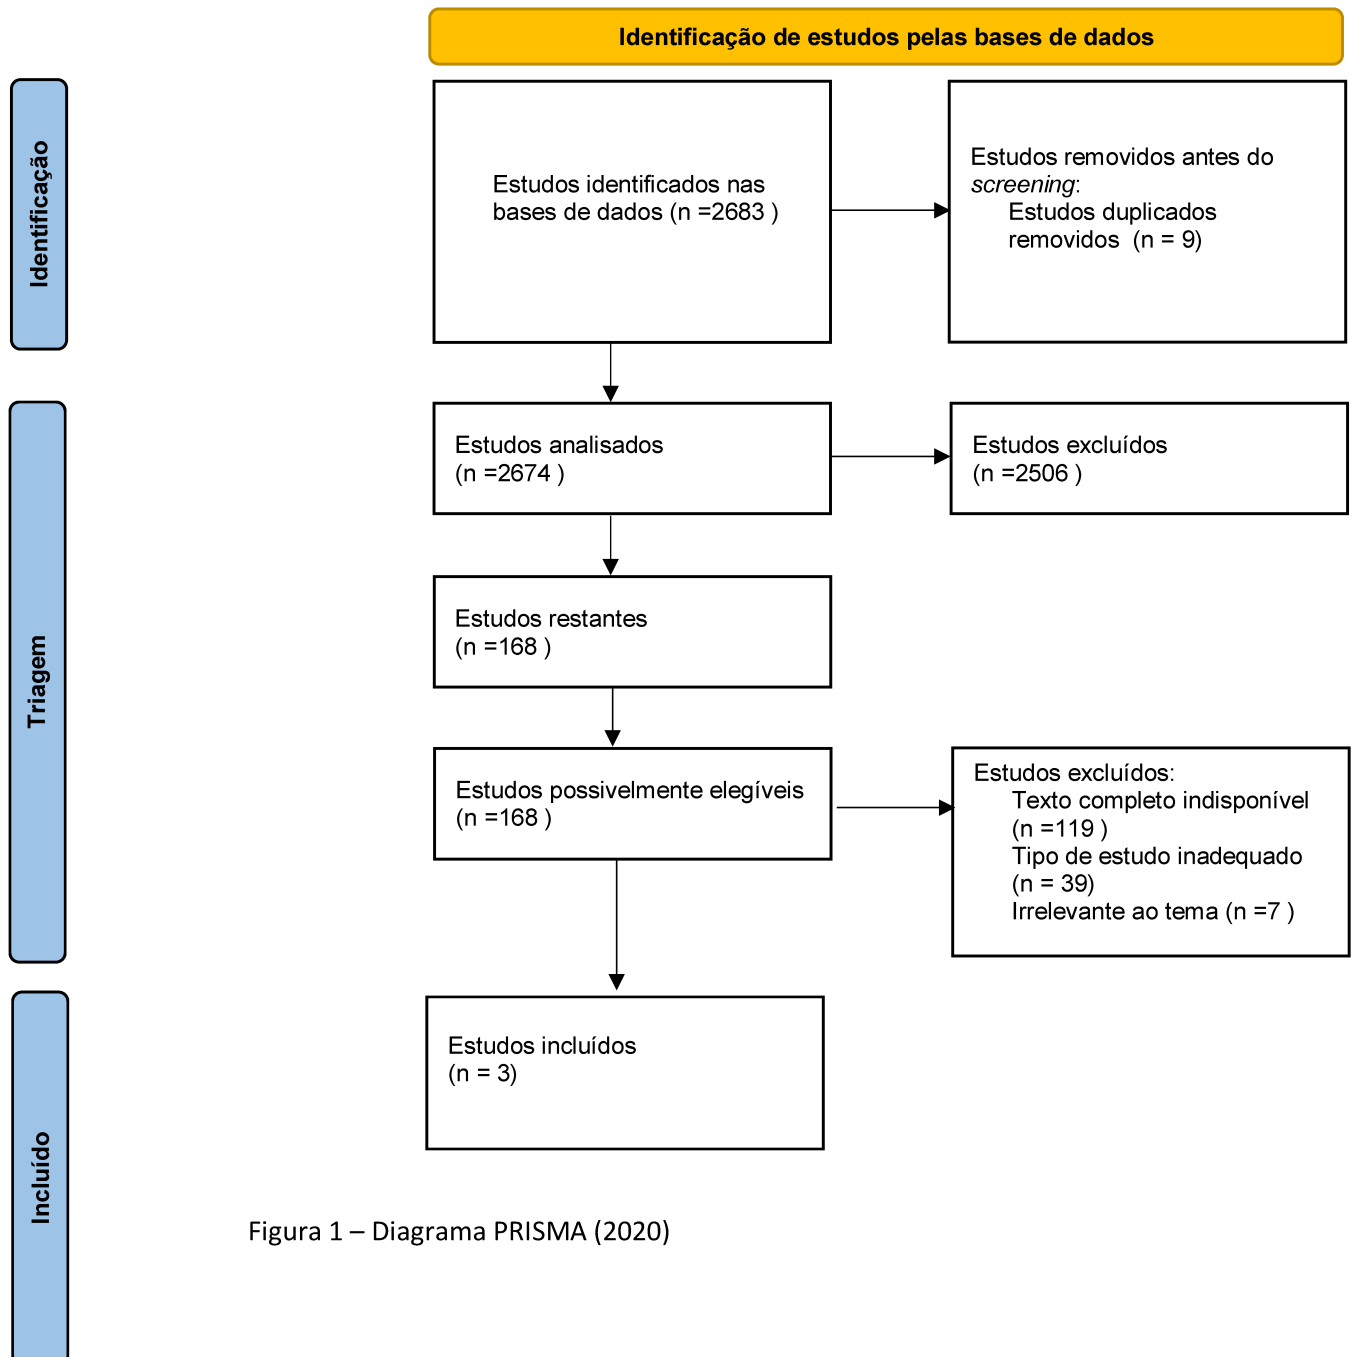 Identificação de estudos pelas bases de dados
Identificação
Estudos identificados nas
bases de dados (n =2683 )
Estudos removidos antes do
screening:
Estudos duplicados
removidos  (n = 9)
Triagem
Estudos analisados
(n =2674 )
Estudos excluídos
(n =2506 )
Estudos restantes
(n =168 )
Estudos possivelmente elegíveis
(n =168 )
Estudos excluídos:
Texto completo indisponível
(n =119 )
Tipo de estudo inadequado
(n = 39)
Irrelevante ao tema (n =7 )
Incluído
Estudos incluídos
(n = 3)
Figura 1 – Diagrama PRISMA (2020)